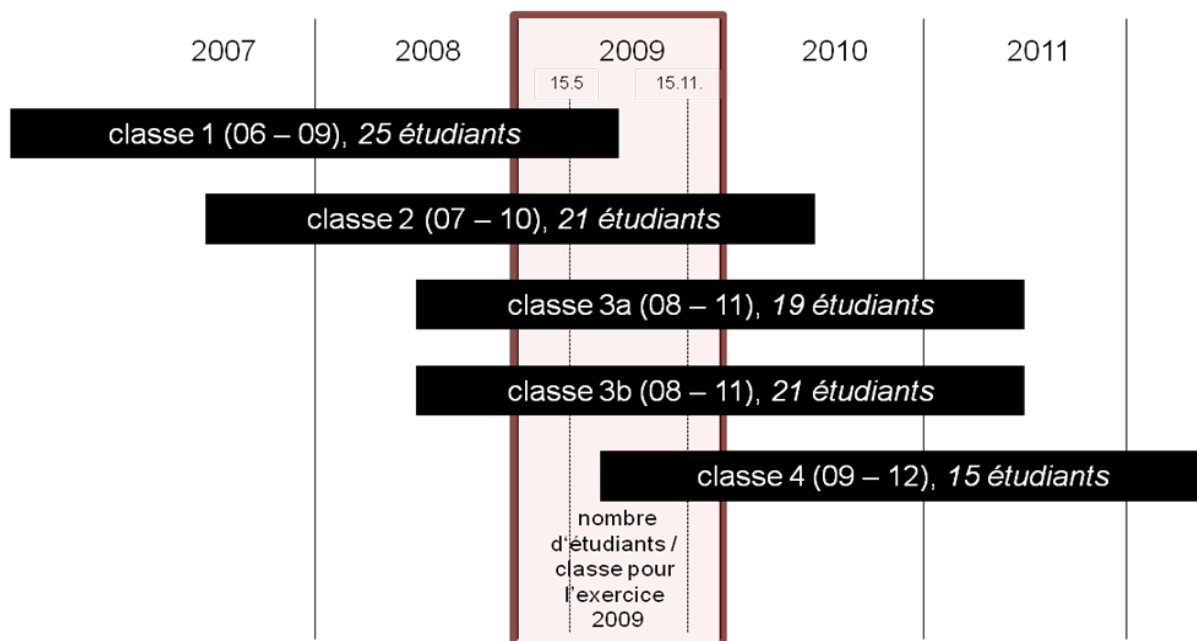 2007 2008 2009 2010 2011
15.5 15.11.
classe 1 (06 – 09), 25 étudiants
classe 2 (07 – 10), 21 étudiants
classe 3a (08 – 11), 19 étudiants
classe 3b (08 – 11), 21 étudiants
classe 4 (09 – 12), 15 étudiants
nombre
d‘étudiants /
classe pour
l’exercice
2009